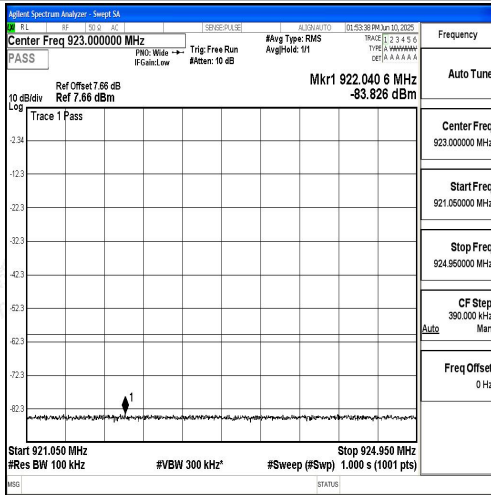 Agilent Spectrum Analyzer - Swept SA
RL RF 50 Ω AC SENSE:PULSE ALIGNAUTO 01:53:38 PM Jun 10, 2025
Center Freq 923.000000 MHz
PNO: Wide
IFGain:Low
Trig: Free Run
#Atten: 10 dB
#Avg Type: RMS
Avg|Hold: 1/1
TRACE 1 2 3 4 5 6
TYPE A WWWWW
DET A A A A A A
PASS
Mkr1 922.040 6 MHz
-83.826 dBm
Ref Offset 7.66 dB
10 dB/div Ref 7.66 dBm
Log
Trace 1 Pass
-2.34
-12.3
-22.3
-32.3
-42.3
-52.3
-62.3
-72.3
-82.3
1
Start 921.050 MHz Stop 924.950 MHz
#Res BW 100 kHz #VBW 300 kHz* #Sweep (#Swp) 1.000 s (1001 pts)
MSG STATUS
Frequency
Auto Tune
Center Freq
923.000000 MHz
Start Freq
921.050000 MHz
Stop Freq
924.950000 MHz
CF Step
390.000 kHz
Auto Man
Freq Offset
0 Hz